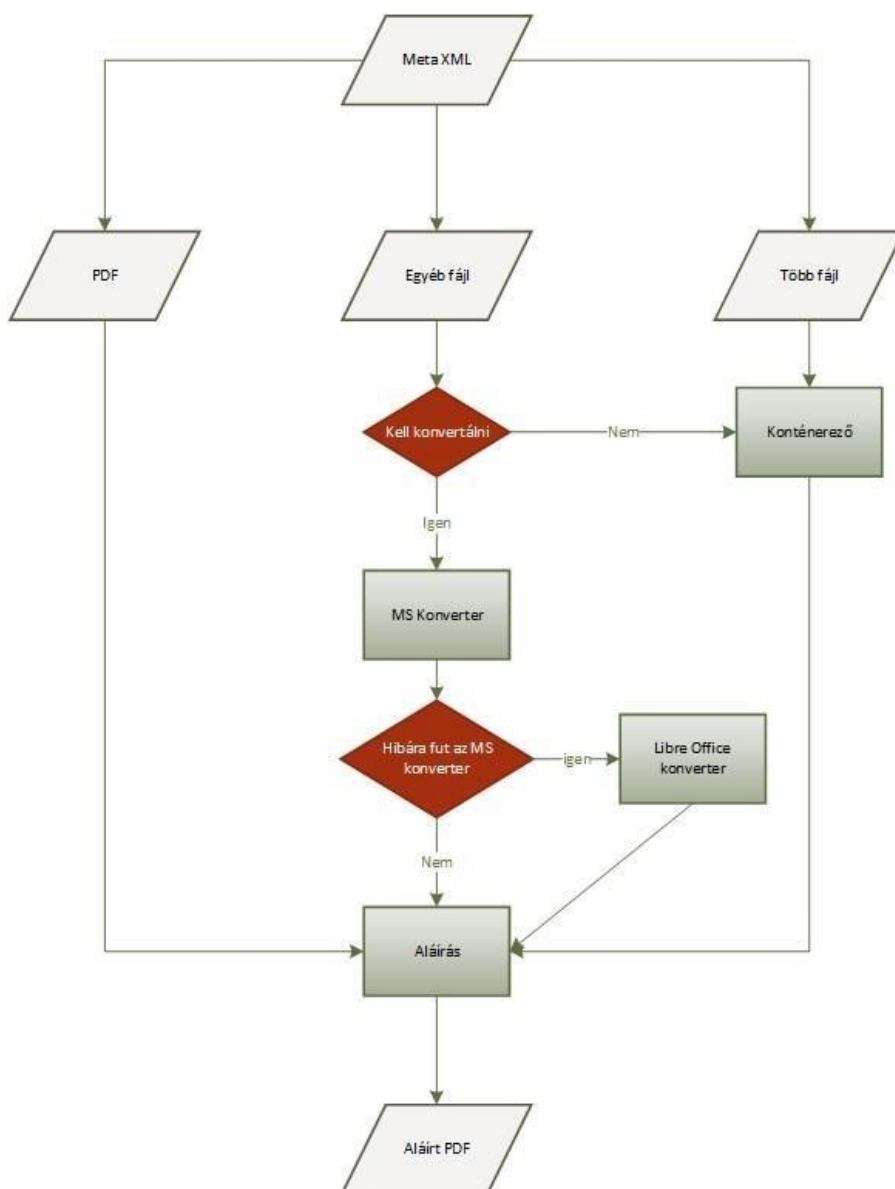 Meta XML
PDF
Egyéb fájl
Több fájl
Kell konvertálni
Nem
Konténerező
Igen
MS Konverter
Hibára fut az MS
konverter
igen
Libre Office
konverter
Nem
Aláírás
Aláírt PDF